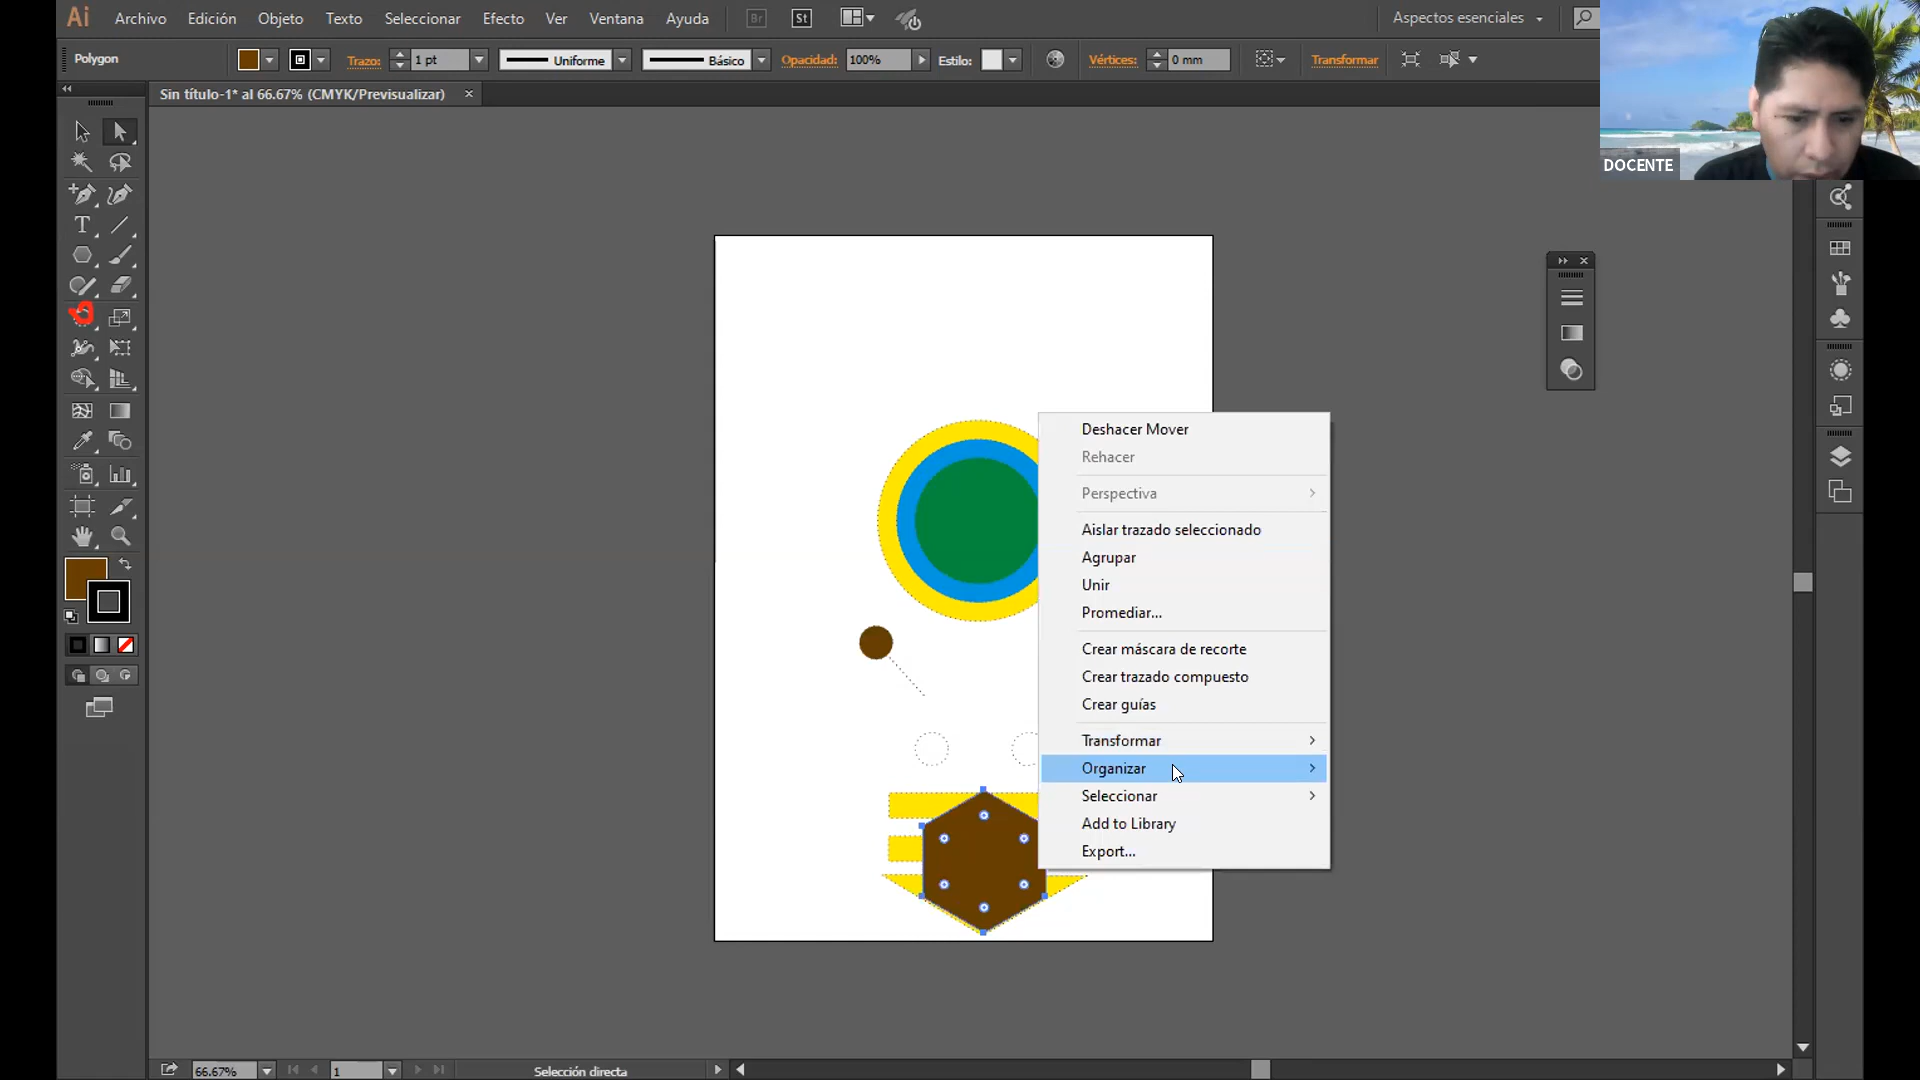 Ai Archivo Edición Objeto Texto Seleccionar Efecto Ver Ventana Ayuda Br St Aspectos esenciales
Polygon Trazo: 1 pt Uniforme Básico Opacidad: 100% Estilo: Vértices: 0 mm Transformar
Sin título-1* al 66.67% (CMYK/Previsualizar)
DOCENTE
Deshacer Mover
Rehacer
Perspectiva
Aislar trazado seleccionado
Agrupar
Unir
Promediar...
Crear máscara de recorte
Crear trazado compuesto
Crear guías
Transformar
Organizar
Seleccionar
Add to Library
Export...
66.67% 1 Selección directa